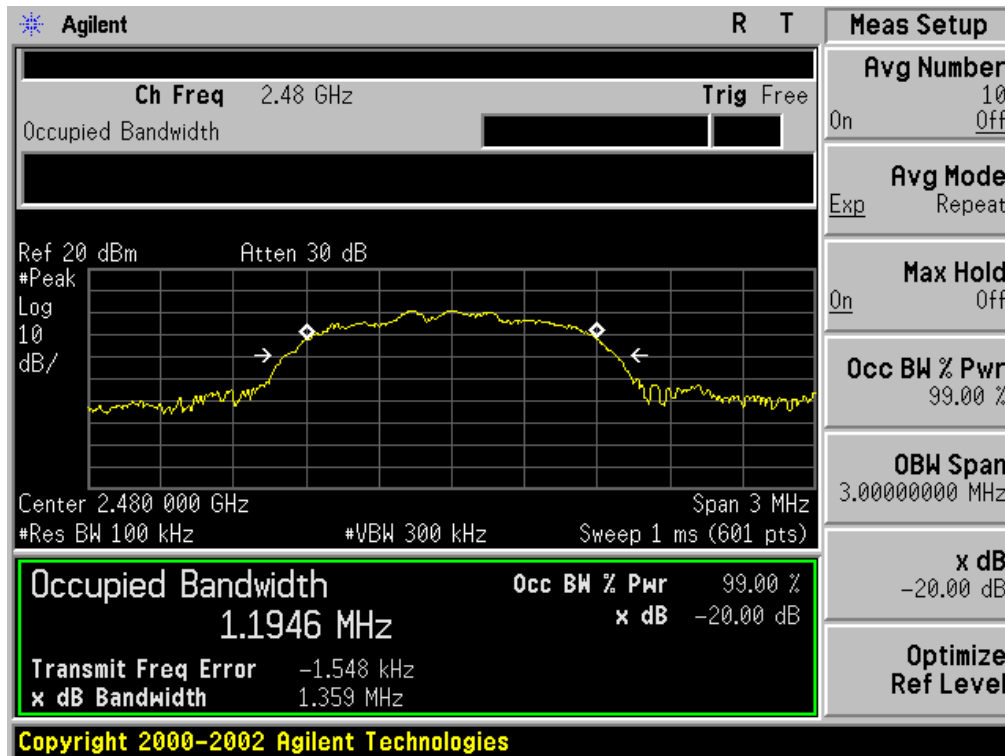 Agilent R T
Ch Freq 2.48 GHz Trig Free
Occupied Bandwidth
Ref 20 dBm Atten 30 dB
#Peak
Log
10
dB/
Center 2.480 000 GHz Span 3 MHz
#Res BW 100 kHz #VBW 300 kHz Sweep 1 ms (601 pts)
Occupied Bandwidth Occ BW % Pwr 99.00 %
1.1946 MHz x dB -20.00 dB
Transmit Freq Error -1.548 kHz
x dB Bandwidth 1.359 MHz
Copyright 2000-2002 Agilent Technologies
Meas Setup
Avg Number
10
On Off
Avg Mode
Exp Repeat
Max Hold
On Off
Occ BW % Pwr
99.00 %
OBW Span
3.00000000 MHz
x dB
-20.00 dB
Optimize
Ref Level